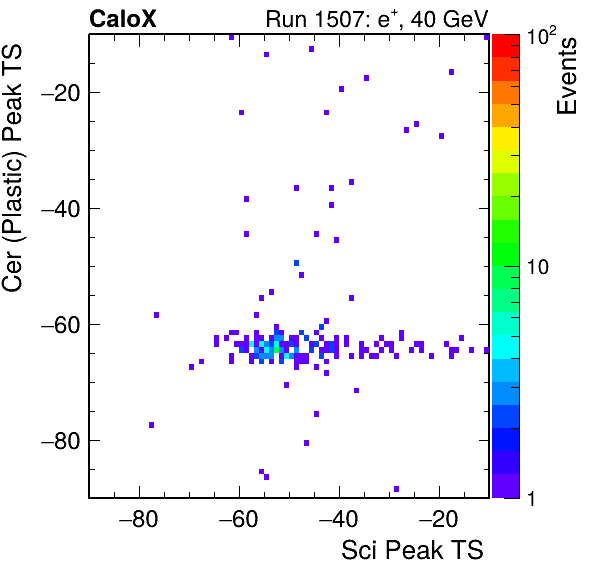 CaloX Run 1507: e⁺, 40 GeV
Cer (Plastic) Peak TS
−20
−40
−60
−80
−80 −60 −40 −20
Sci Peak TS
10²
10
1
Events